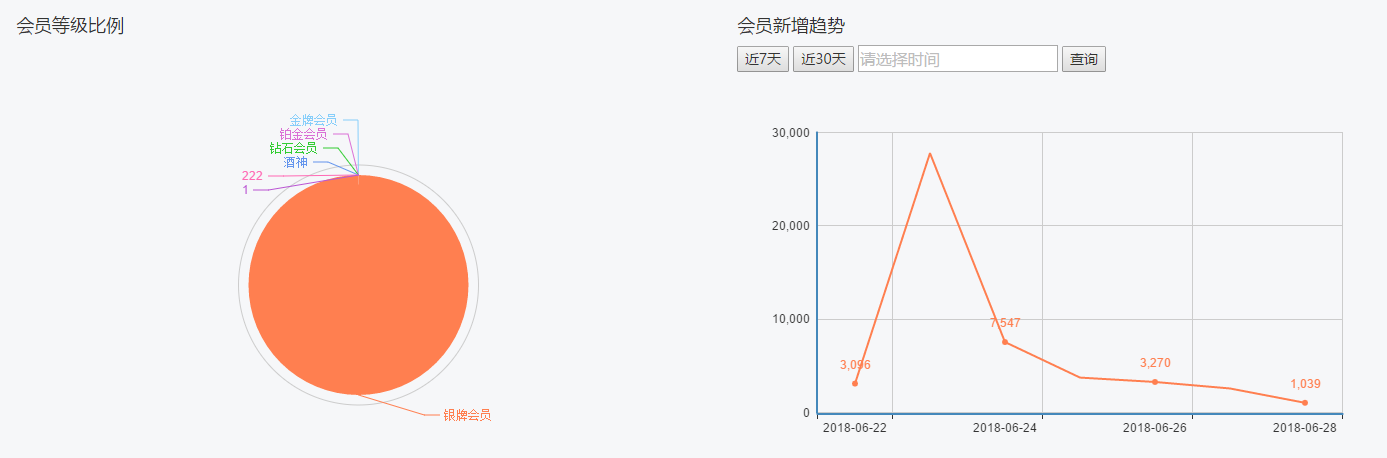 会员等级比例
金牌会员
铂金会员
钻石会员
酒神
222
1
银牌会员
会员新增趋势
近7天 近30天 请选择时间 查询
30,000
20,000
10,000
0
3,096
7,547
3,270
1,039
2018-06-22 2018-06-24 2018-06-26 2018-06-28